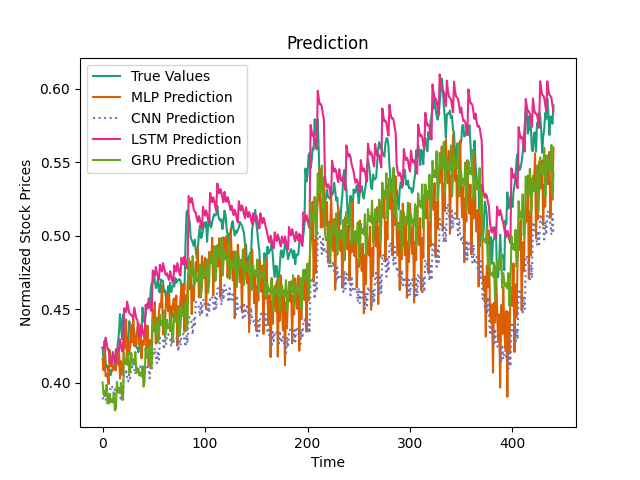 Prediction
True Values
MLP Prediction
CNN Prediction
LSTM Prediction
GRU Prediction
Normalized Stock Prices
0.60
0.55
0.50
0.45
0.40
0
100
200
300
400
Time